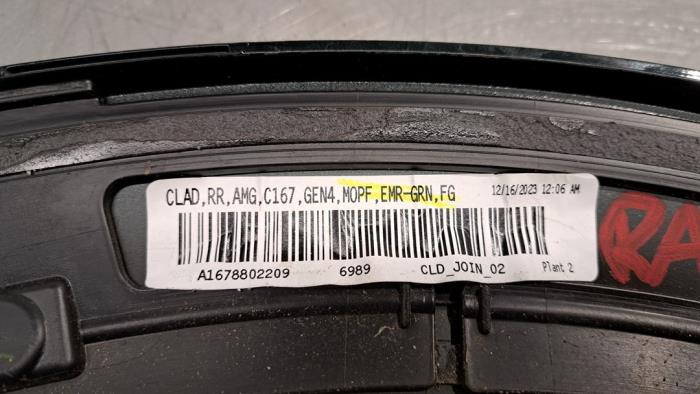 CLAD,RR,AMG,C167,GEN4,MOPF,EMR-GRN,FG 12/16/2023 12:06 AM
A1678802209 6989 CLD_JOIN_02 Plant 2
RA